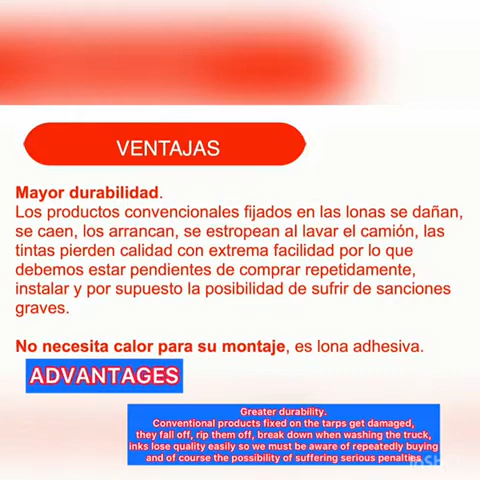 VENTAJAS
Mayor durabilidad.
Los productos convencionales fijados en las lonas se dañan,
se caen, los arrancan, se estropean al lavar el camión, las
tintas pierden calidad con extrema facilidad por lo que
debemos estar pendientes de comprar repetidamente,
instalar y por supuesto la posibilidad de sufrir de sanciones
graves.
No necesita calor para su montaje, es lona adhesiva.
ADVANTAGES
Greater durability.
Conventional products fixed on the tarps get damaged,
they fall off, rip them off, break down when washing the truck,
inks lose quality easily so we must be aware of repeatedly buying
and of course the possibility of suffering serious penalties